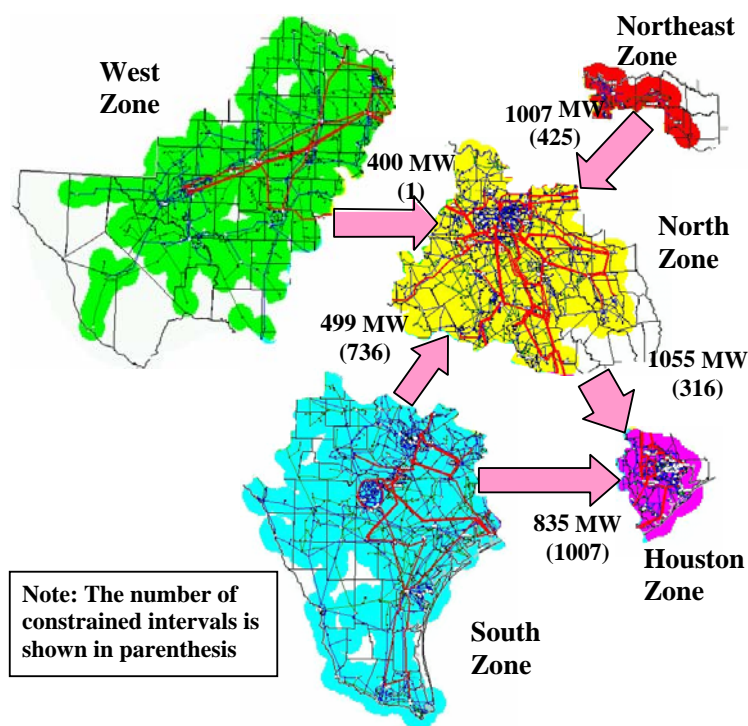 Northeast
Zone
West
Zone
1007 MW
(425)
400 MW
(1)
North
Zone
499 MW
(736)
1055 MW
(316)
835 MW
(1007)
Houston
Zone
South
Zone
Note: The number of
constrained intervals is
shown in parenthesis